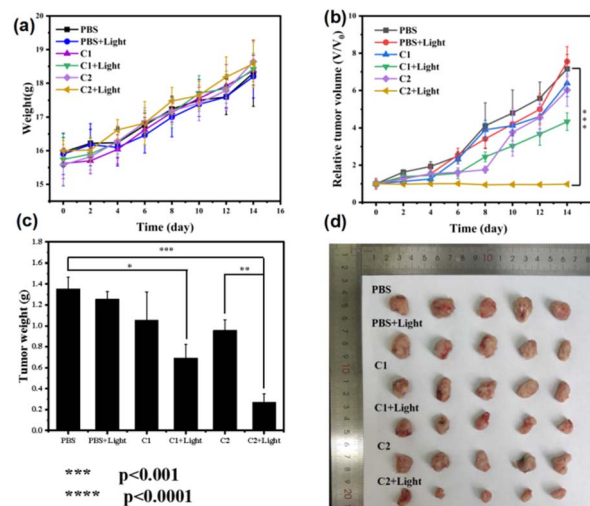 (a)
PBS
PBS+Light
C1
C1+Light
C2
C2+Light
Weight(g)
19
18
17
16
15
0 2 4 6 8 10 12 14 16
Time (day)
(b)
PBS
PBS+Light
C1
C1+Light
C2
C2+Light
Relative tumor volume (V/V₀)
10
8
6
4
2
0
0 2 4 6 8 10 12 14
Time (day)
***
(c)
Tumor weight (g)
1.8
1.6
1.4
1.2
1.0
0.8
0.6
0.4
0.2
0.0
***
*
**
PBS PBS+Light C1 C1+Light C2 C2+Light
*** p<0.001
**** p<0.0001
(d)
PBS
PBS+Light
C1
C1+Light
C2
C2+Light